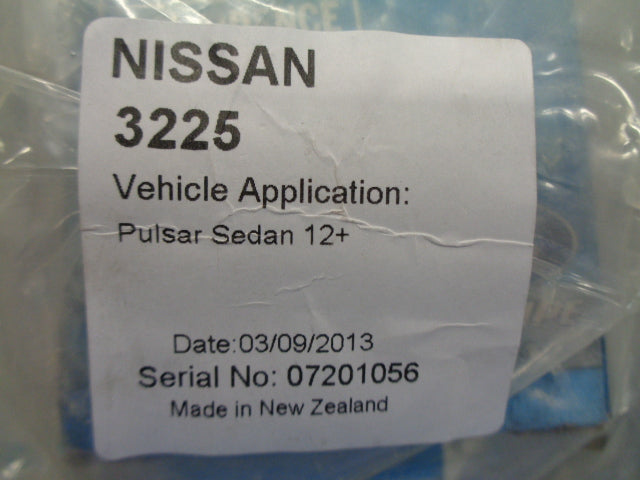 NISSAN
3225
Vehicle Application:
Pulsar Sedan 12+
Date:03/09/2013
Serial No: 07201056
Made in New Zealand